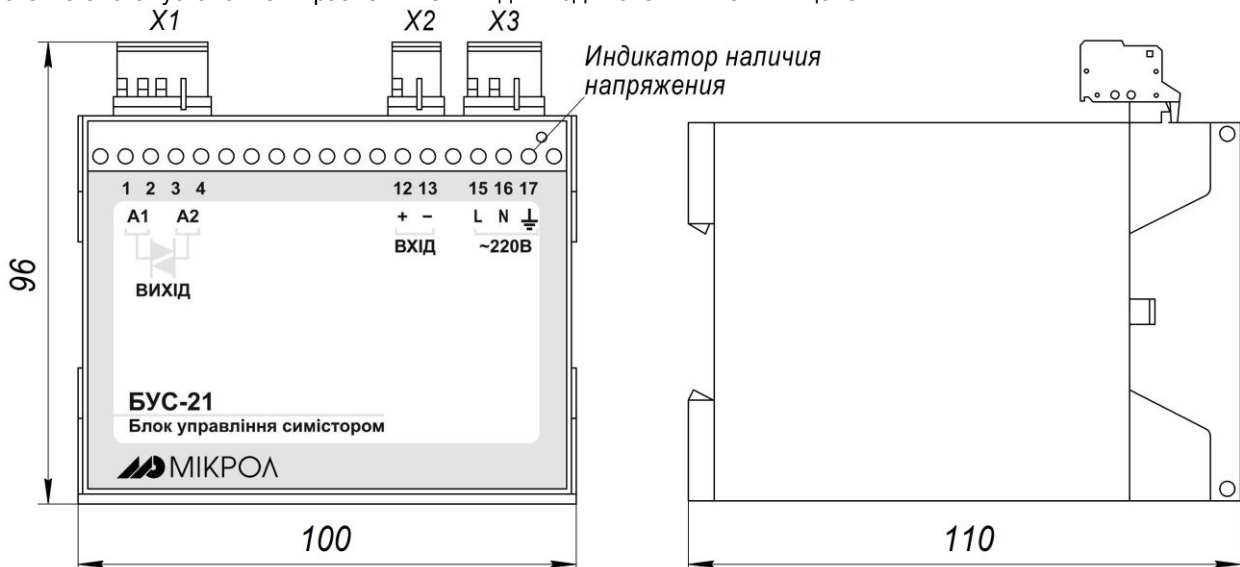 X1 X2 X3
Индикатор наличия
напряжения
1 2 3 4 12 13 15 16 17
A1 A2 + − L N
ВХІД ~220В
ВИХІД
96
БУС-21
Блок управління симістором
МІКРОЛ
100 110